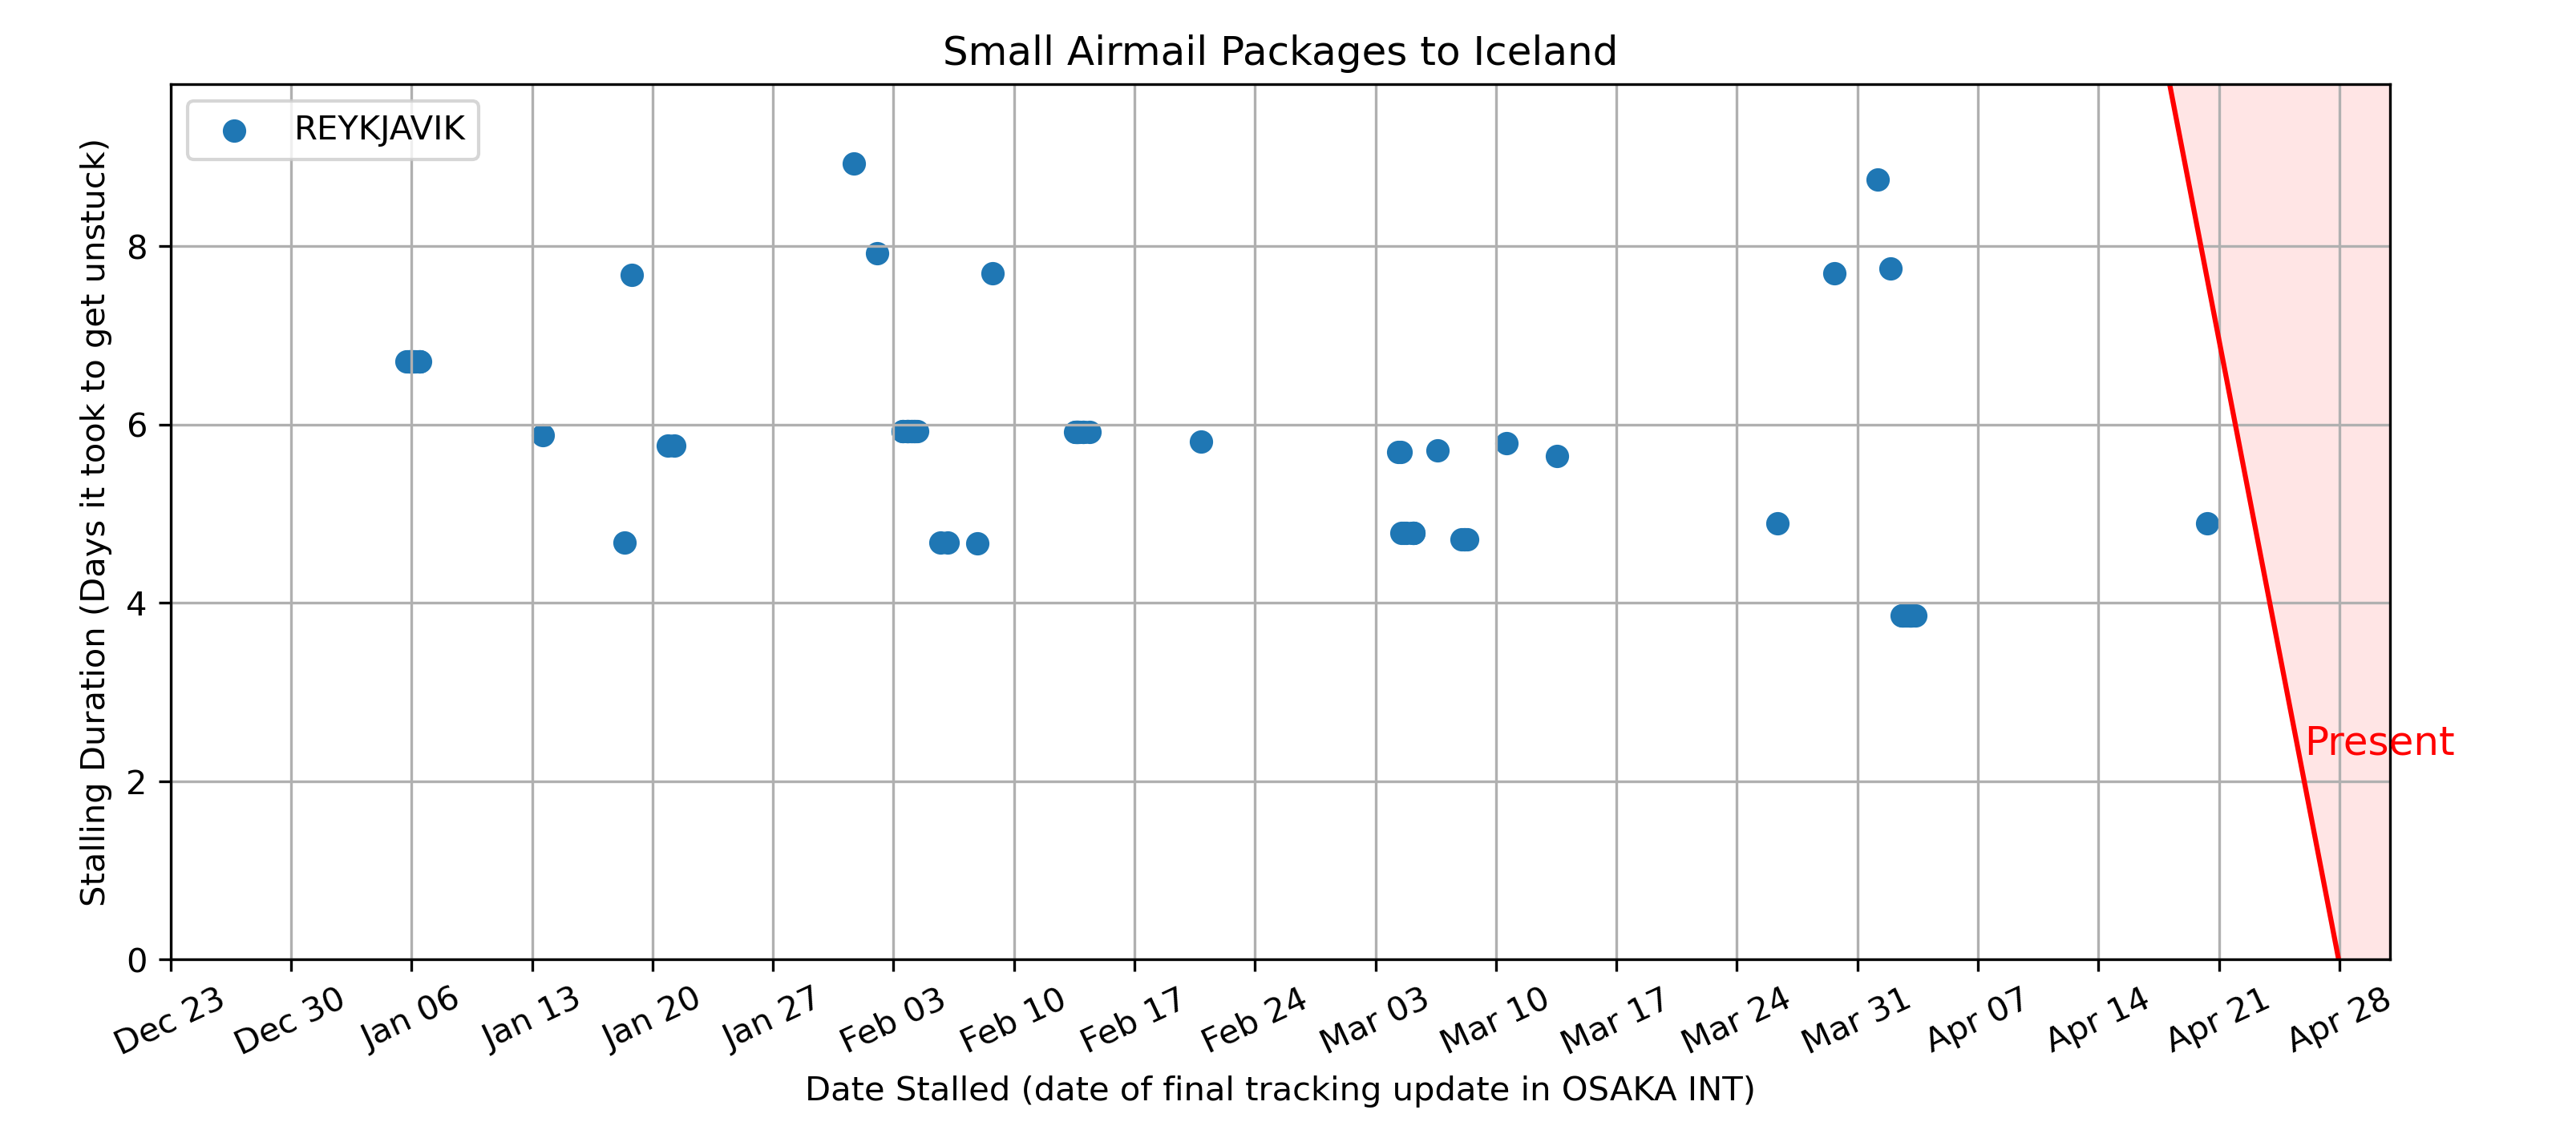 Small Airmail Packages to Iceland
REYKJAVIK
Stalling Duration (Days it took to get unstuck)
8
6
4
2
0
Present
Dec 23
Dec 30
Jan 06
Jan 13
Jan 20
Jan 27
Feb 03
Feb 10
Feb 17
Feb 24
Mar 03
Mar 10
Mar 17
Mar 24
Mar 31
Apr 07
Apr 14
Apr 21
Apr 28
Date Stalled (date of final tracking update in OSAKA INT)